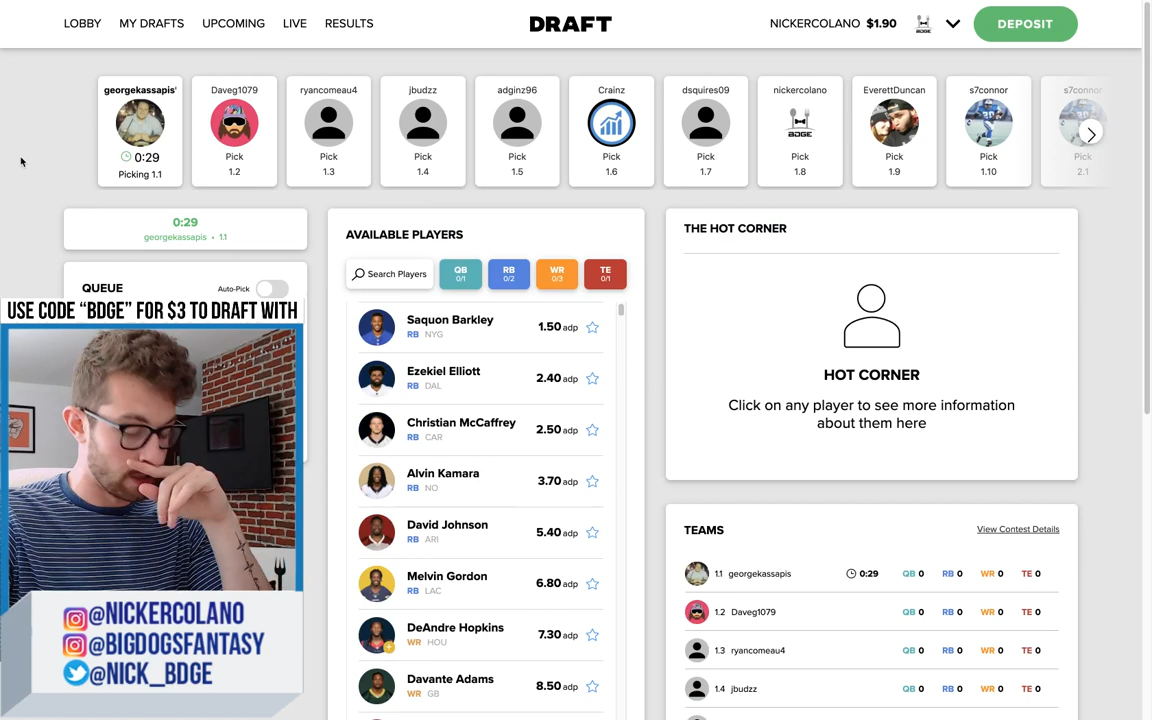 LOBBY MY DRAFTS UPCOMING LIVE RESULTS DRAFT NICKERCOLANO $1.90 BDGE DEPOSIT
georgekassapis' Daveg1079 ryancomeau4 jbudzz adginz96 Crainz dsquires09 nickercolano EverettDuncan s7connor s7connor
BDGE
0:29 Pick Pick Pick Pick Pick Pick Pick Pick Pick Pick
Picking 1.1 1.2 1.3 1.4 1.5 1.6 1.7 1.8 1.9 1.10 2.1
0:29
georgekassapis • 1.1
QUEUE Auto-Pick
USE CODE “BDGE” FOR $3 TO DRAFT WITH
@NICKERCOLANO
@BIGDOGSFANTASY
@NICK_BDGE
AVAILABLE PLAYERS
Search Players QB 0/1 RB 0/2 WR 0/3 TE 0/1
Saquon Barkley 1.50 adp
RB NYG
Ezekiel Elliott 2.40 adp
RB DAL
Christian McCaffrey 2.50 adp
RB CAR
Alvin Kamara 3.70 adp
RB NO
David Johnson 5.40 adp
RB ARI
Melvin Gordon 6.80 adp
RB LAC
DeAndre Hopkins 7.30 adp
WR HOU
Davante Adams 8.50 adp
WR GB
THE HOT CORNER
HOT CORNER
Click on any player to see more information
about them here
TEAMS View Contest Details
1.1 georgekassapis 0:29 QB 0 RB 0 WR 0 TE 0
1.2 Daveg1079 QB 0 RB 0 WR 0 TE 0
1.3 ryancomeau4 QB 0 RB 0 WR 0 TE 0
1.4 jbudzz QB 0 RB 0 WR 0 TE 0